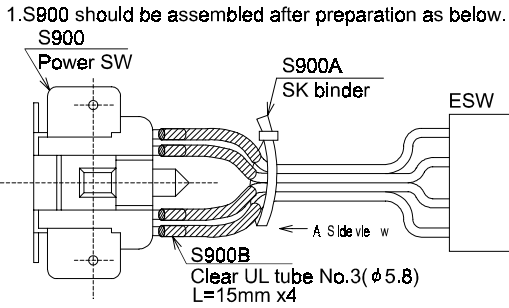 1.S900 should be assembled after preparation as below.
S900
Power SW
S900A
SK binder
ESW
A Side view
S900B
Clear UL tube No.3(φ5.8)
L=15mm x4